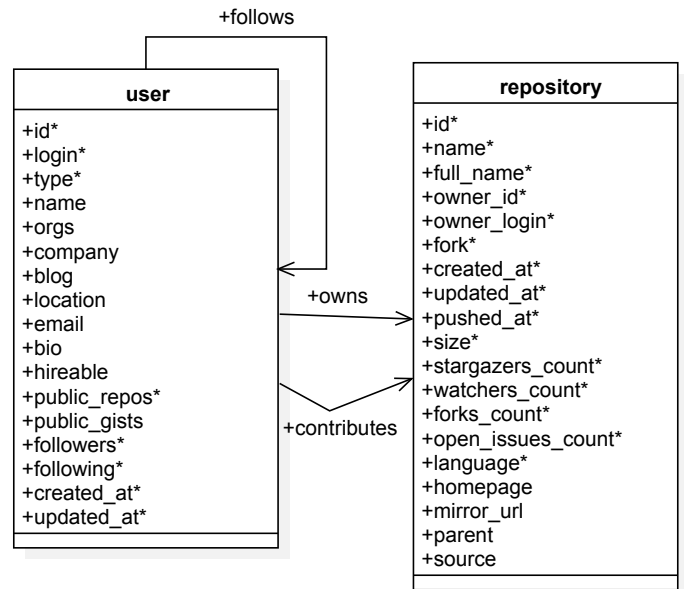 +follows
user
+id*
+login*
+type*
+name
+orgs
+company
+blog
+location
+email
+bio
+hireable
+public_repos*
+public_gists
+followers*
+following*
+created_at*
+updated_at*
+owns
+contributes
repository
+id*
+name*
+full_name*
+owner_id*
+owner_login*
+fork*
+created_at*
+updated_at*
+pushed_at*
+size*
+stargazers_count*
+watchers_count*
+forks_count*
+open_issues_count*
+language*
+homepage
+mirror_url
+parent
+source